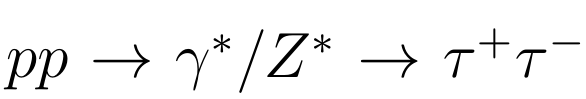 pp → γ*/Z* → τ⁺τ⁻